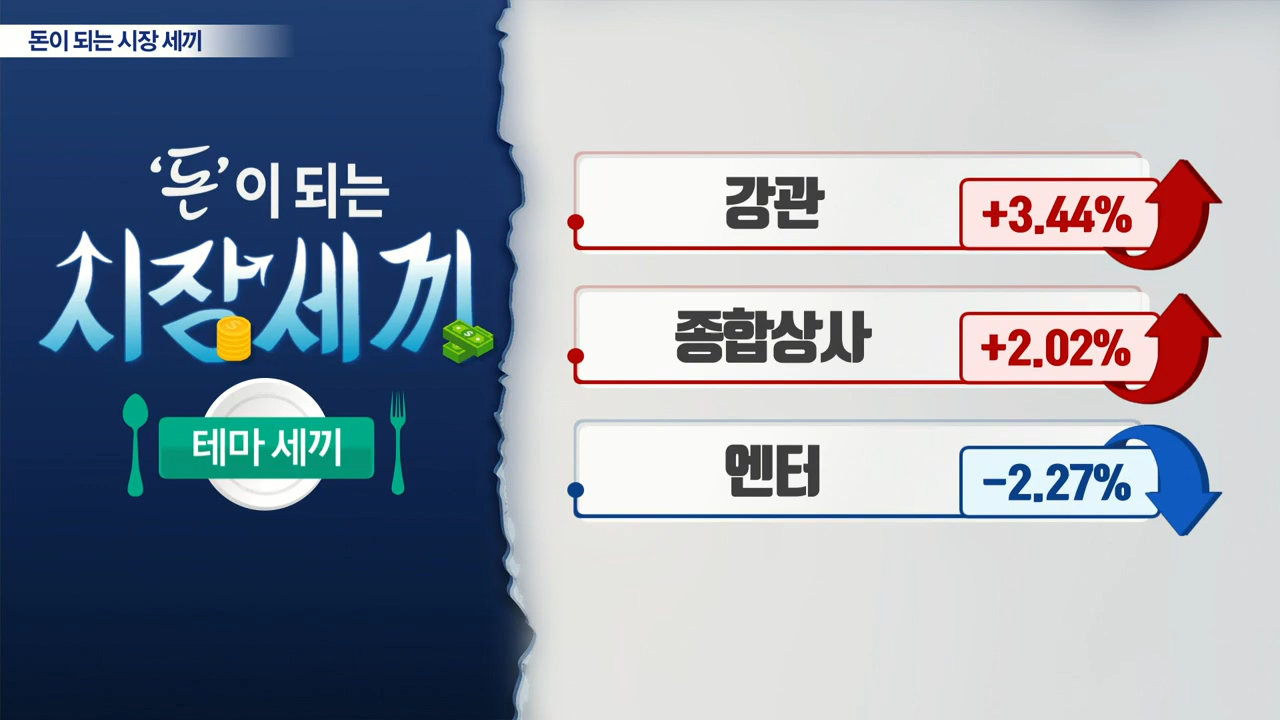 돈이 되는 시장 세끼
‘돈’이 되는
시장세끼
테마 세끼
강관
+3.44%
종합상사
+2.02%
엔터
-2.27%